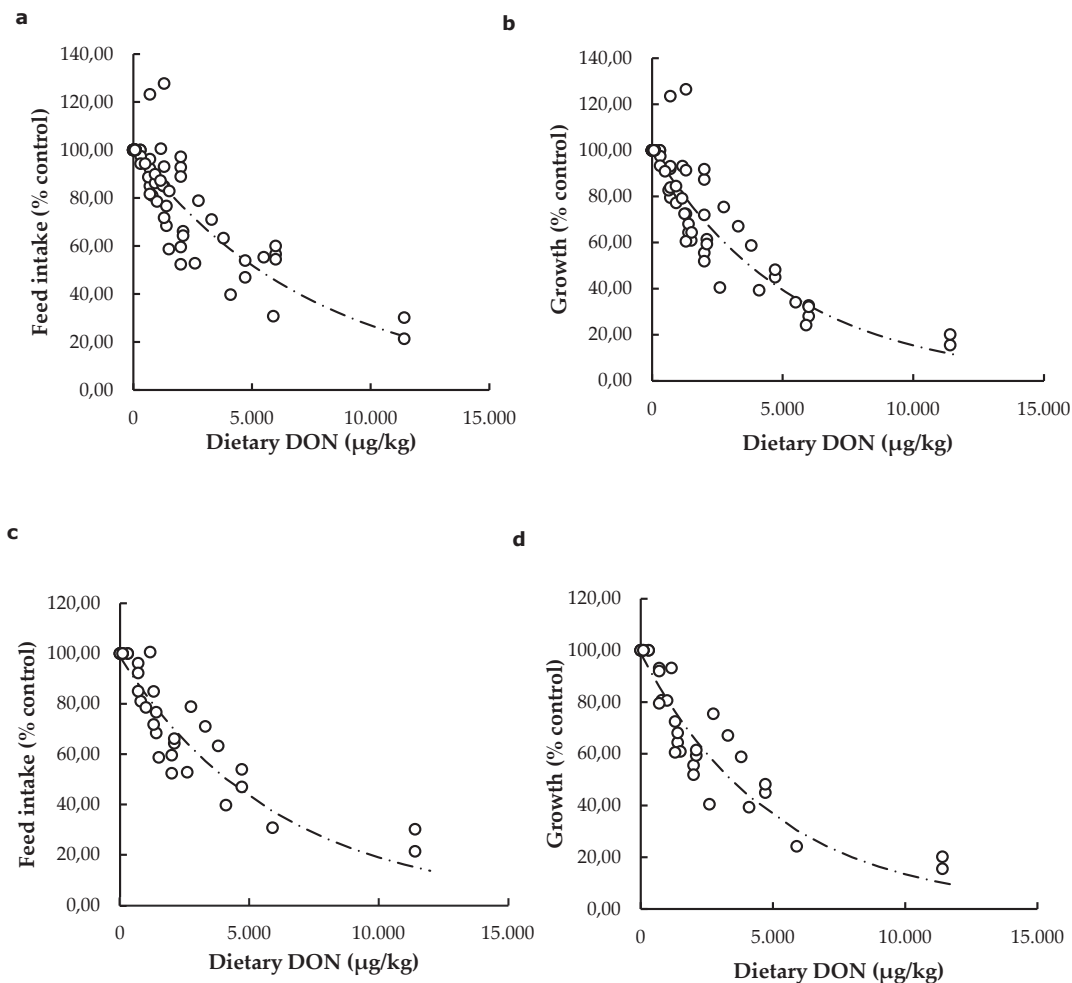 a
140,00
120,00
100,00
80,00
60,00
40,00
20,00
0,00
Feed intake (% control)
0 5.000 10.000 15.000
Dietary DON (µg/kg)
b
140,00
120,00
100,00
80,00
60,00
40,00
20,00
0,00
Growth (% control)
0 5.000 10.000 15.000
Dietary DON (µg/kg)
c
120,00
100,00
80,00
60,00
40,00
20,00
0,00
Feed intake (% control)
0 5.000 10.000 15.000
Dietary DON (µg/kg)
d
120,00
100,00
80,00
60,00
40,00
20,00
0,00
Growth (% control)
0 5.000 10.000 15.000
Dietary DON (µg/kg)